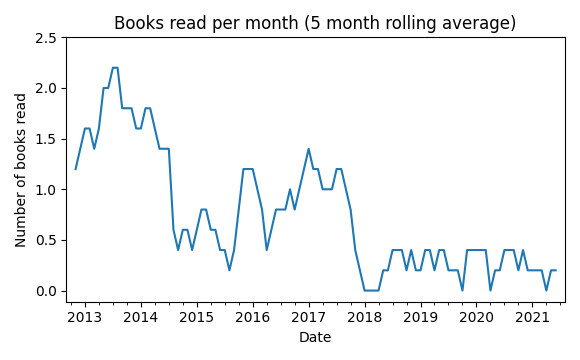 Books read per month (5 month rolling average)
Number of books read
2.5
2.0
1.5
1.0
0.5
0.0
2013 2014 2015 2016 2017 2018 2019 2020 2021
Date